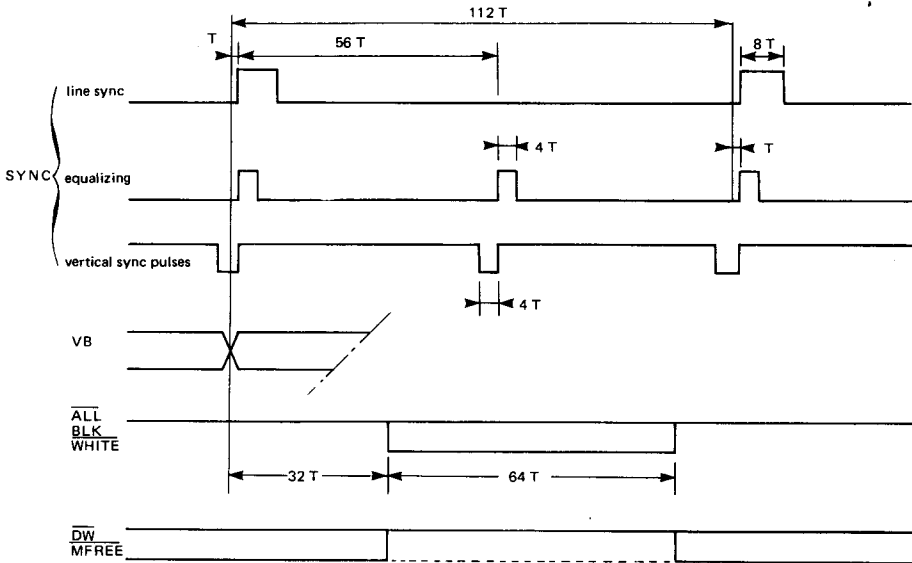 112 T
T
56 T
8 T
line sync
4 T
T
SYNC
equalizing
vertical sync pulses
4 T
VB
ALL
BLK
WHITE
32 T
64 T
DW
MFREE